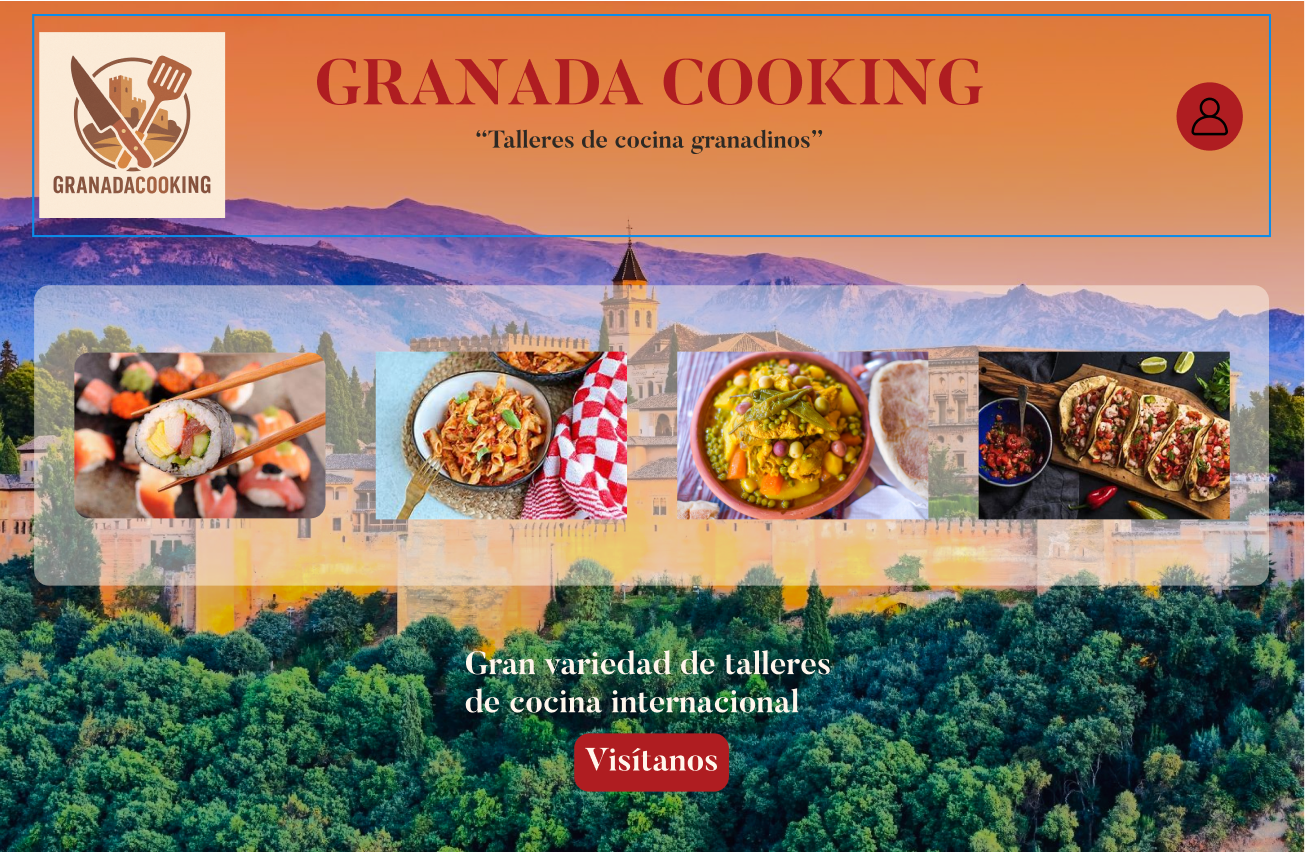 GRANADACOOKING
GRANADA COOKING
“Talleres de cocina granadinos”
Gran variedad de talleres
de cocina internacional
Visítanos